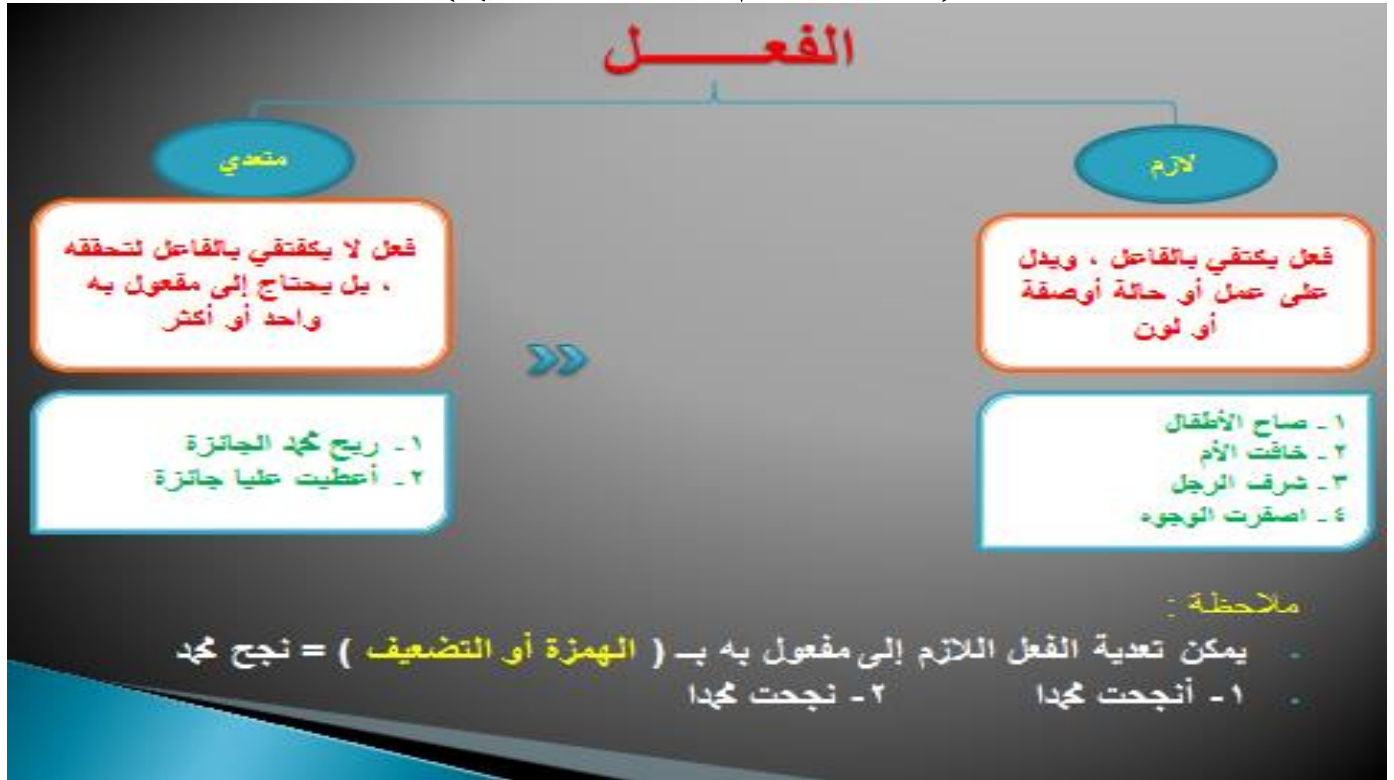 الفعـــــــل
لازم
فعل يكتفي بالفاعل ، ويدل
على عمل أو حالة أوصفة
أو لون
١ـ صاح الأطفال
٢ـ خافت الأم
٣ـ شرف الرجل
٤ـ اصفرت الوجوه
متعدي
فعل لا يكتفي بالفاعل لتحققه
، بل يحتاج إلى مفعول به
واحد أو أكثر
١ـ ربح محمد الجائزة
٢ـ أعطيت عليا جائزة
ملاحظة :
يمكن تعدية الفعل اللازم إلى مفعول به بـ ( الهمزة أو التضعيف ) = نجح محمد
١- أنجحت محمدا ٢- نجحت محمدا